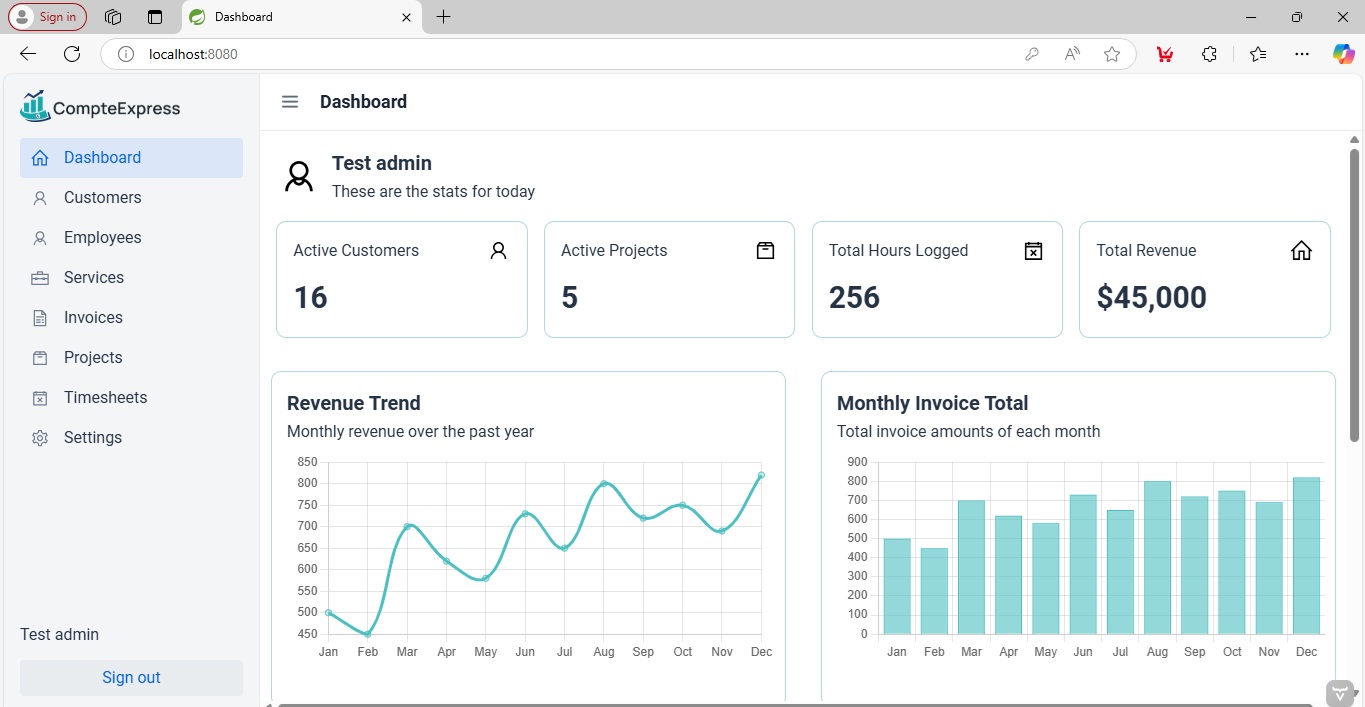 Sign in
Dashboard
localhost:8080
CompteExpress
Dashboard
Customers
Employees
Services
Invoices
Projects
Timesheets
Settings
Test admin
Sign out
Dashboard
Test admin
These are the stats for today
Active Customers
16
Active Projects
5
Total Hours Logged
256
Total Revenue
$45,000
Revenue Trend
Monthly revenue over the past year
850
800
750
700
650
600
550
500
450
Jan Feb Mar Apr May Jun Jul Aug Sep Oct Nov Dec
Monthly Invoice Total
Total invoice amounts of each month
900
800
700
600
500
400
300
200
100
0
Jan Feb Mar Apr May Jun Jul Aug Sep Oct Nov Dec